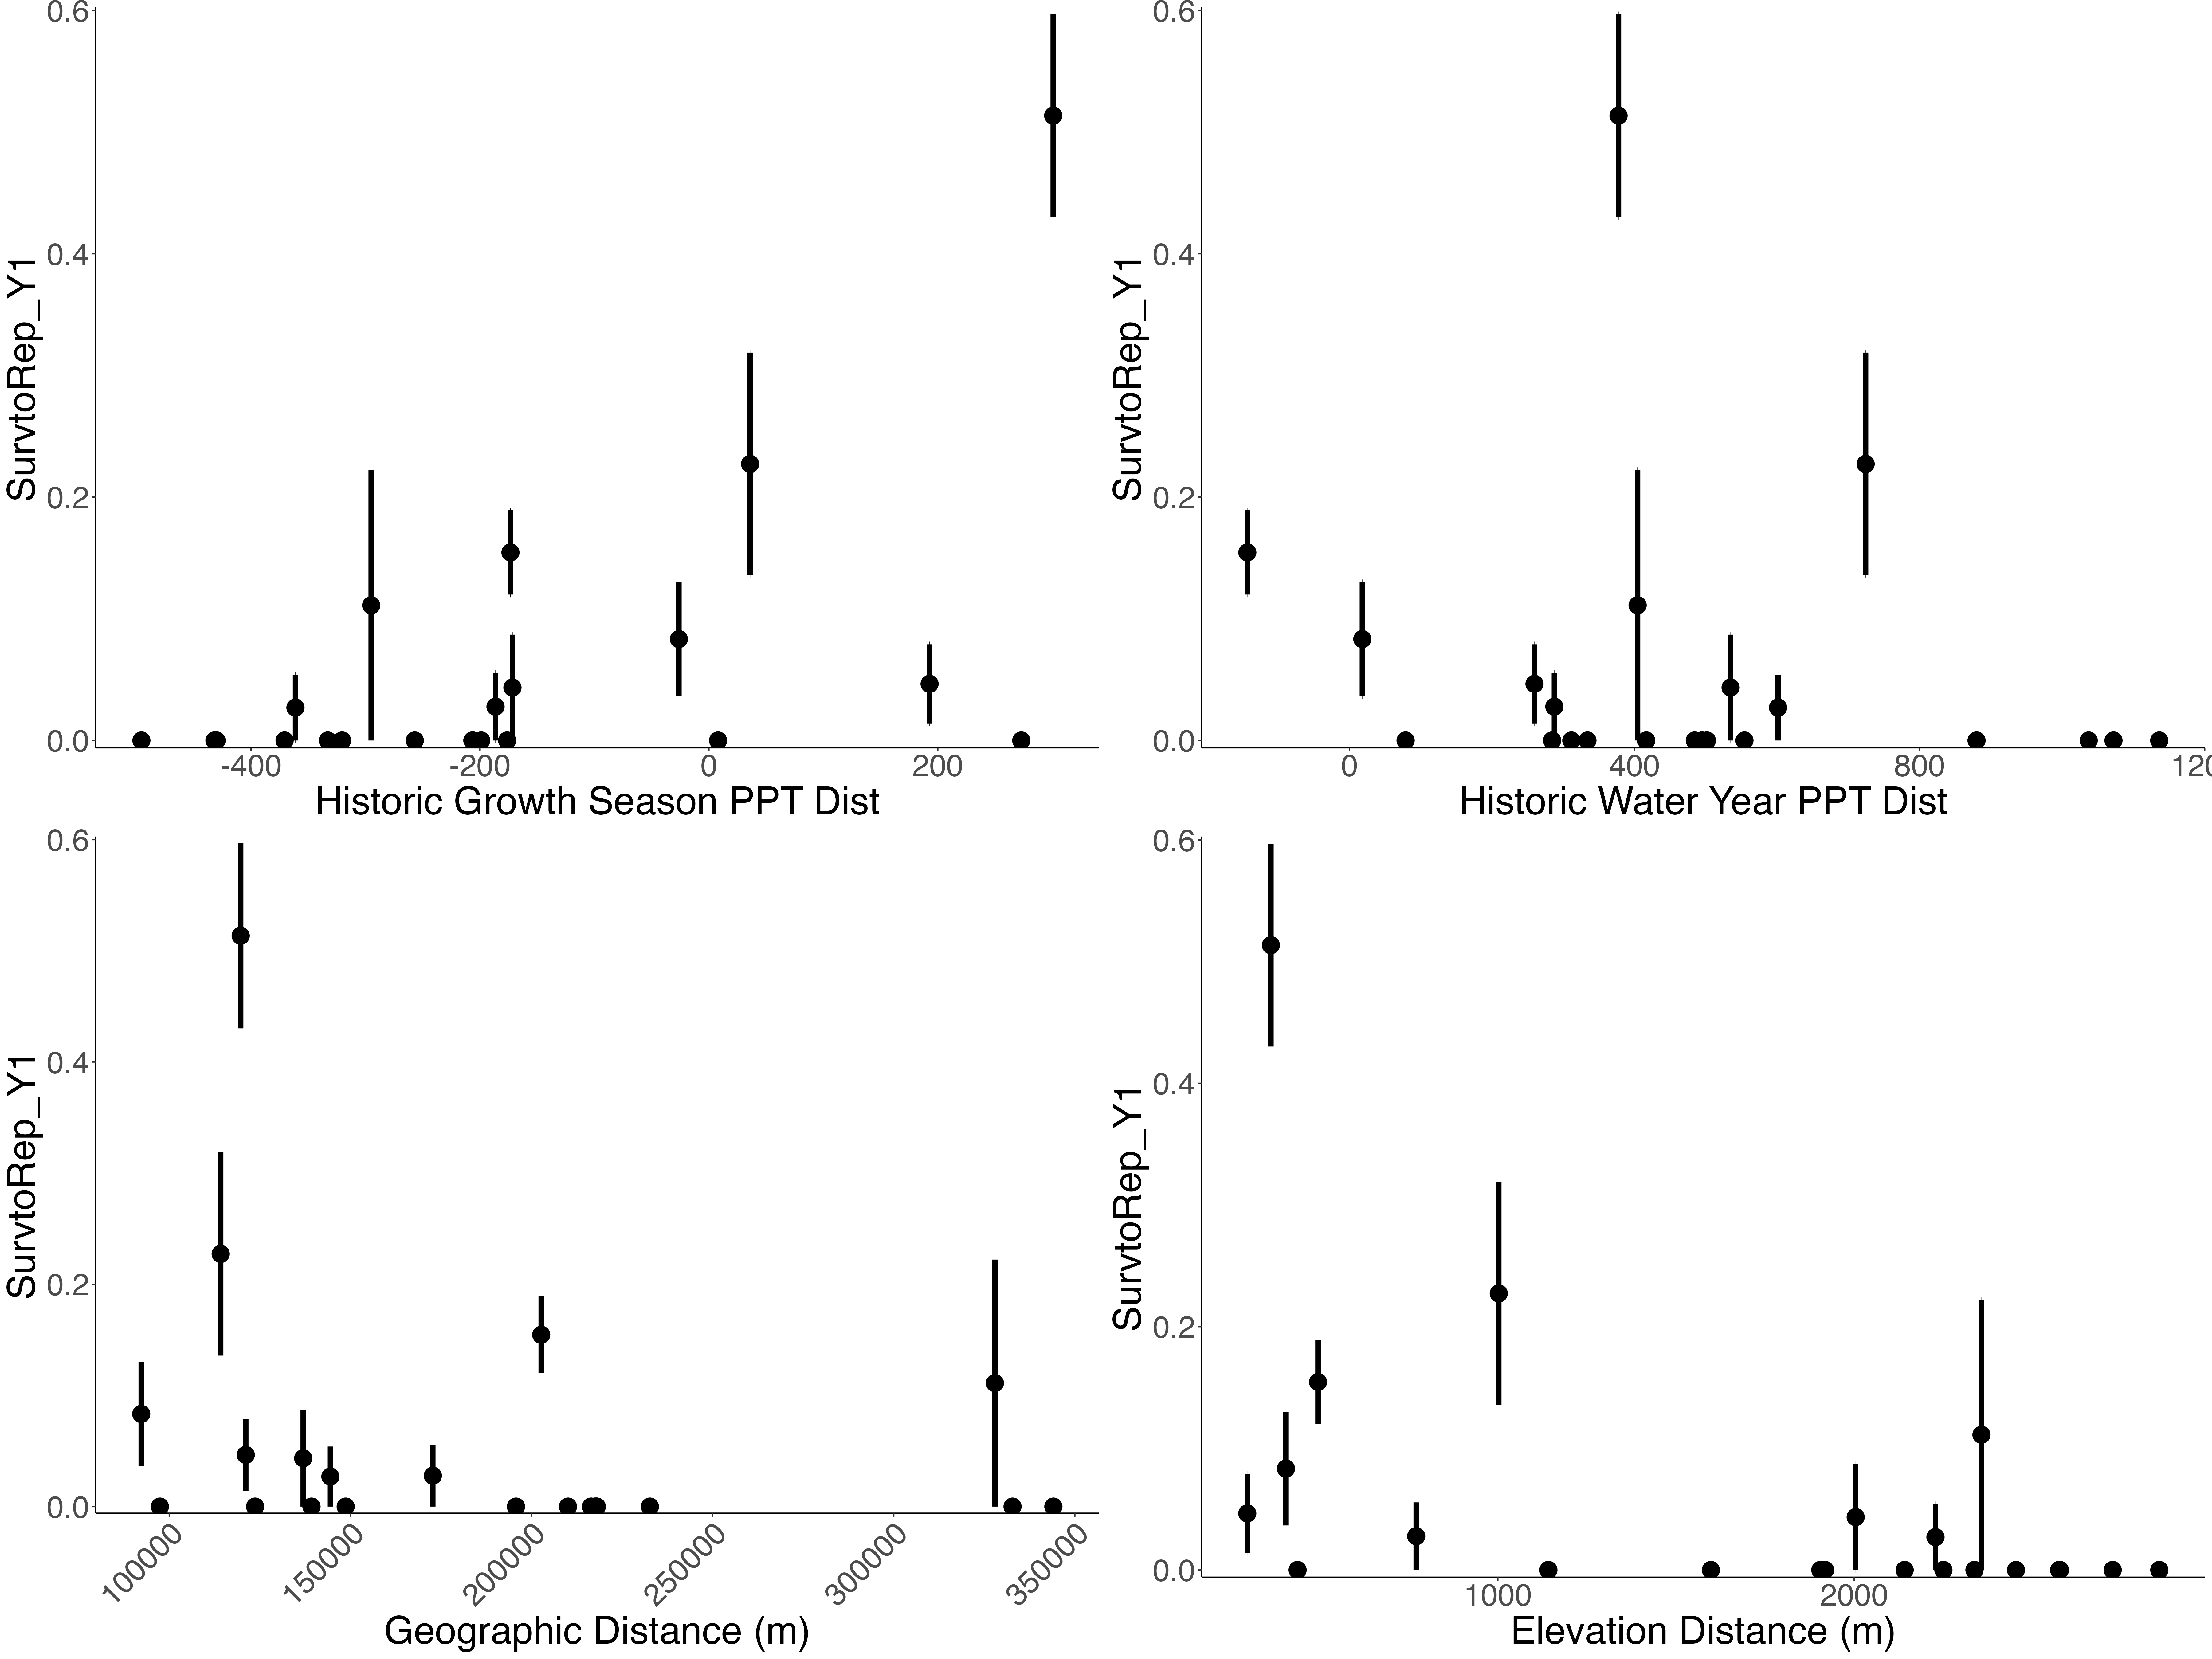 0.6
0.4
0.2
0.0
SurvtoRep_Y1
-400 -200 0 200
Historic Growth Season PPT Dist
0.6
0.4
0.2
0.0
SurvtoRep_Y1
0 400 800 120
Historic Water Year PPT Dist
0.6
0.4
0.2
0.0
SurvtoRep_Y1
100000 150000 200000 250000 300000 350000
Geographic Distance (m)
0.6
0.4
0.2
0.0
SurvtoRep_Y1
1000 2000
Elevation Distance (m)